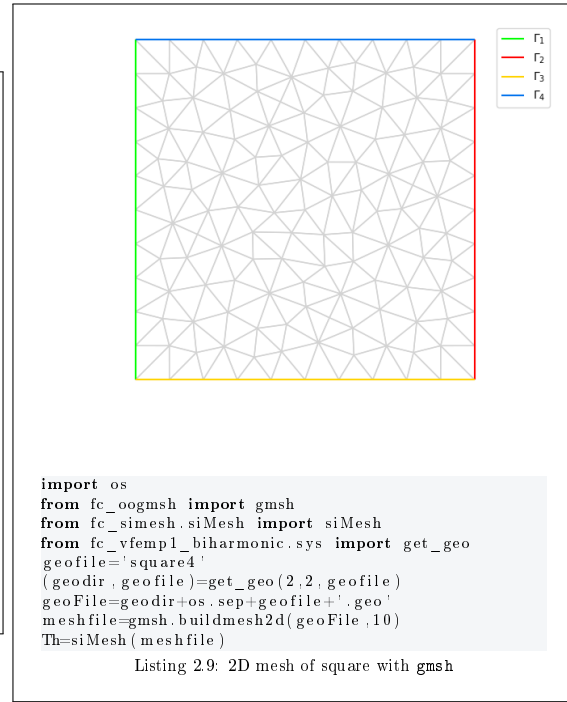 Γ1
Γ2
Γ3
Γ4
import os
from fc_oogmsh import gmsh
from fc_simesh.siMesh import siMesh
from fc_vfemp1_biharmonic.sys import get_geo
geofile='square4'
(geodir,geofile)=get_geo(2,2,geofile)
geoFile=geodir+os.sep+geofile+'.geo'
meshfile=gmsh.buildmesh2d(geoFile,10)
Th=siMesh(meshfile)
Listing 2.9: 2D mesh of square with gmsh